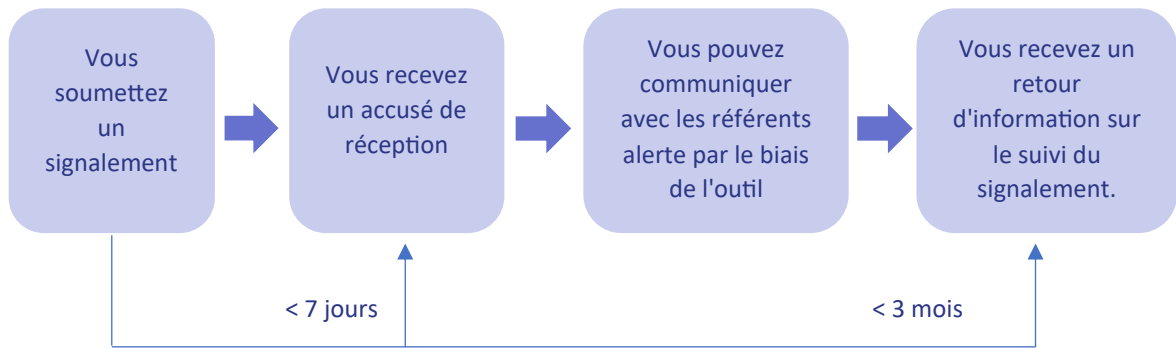 Vous
soumettez
un
signalement
Vous recevez
un accusé de
réception
Vous pouvez
communiquer
avec les référents
alerte par le biais
de l'outil
Vous recevez un
retour
d'information sur
le suivi du
signalement.
< 7 jours
< 3 mois